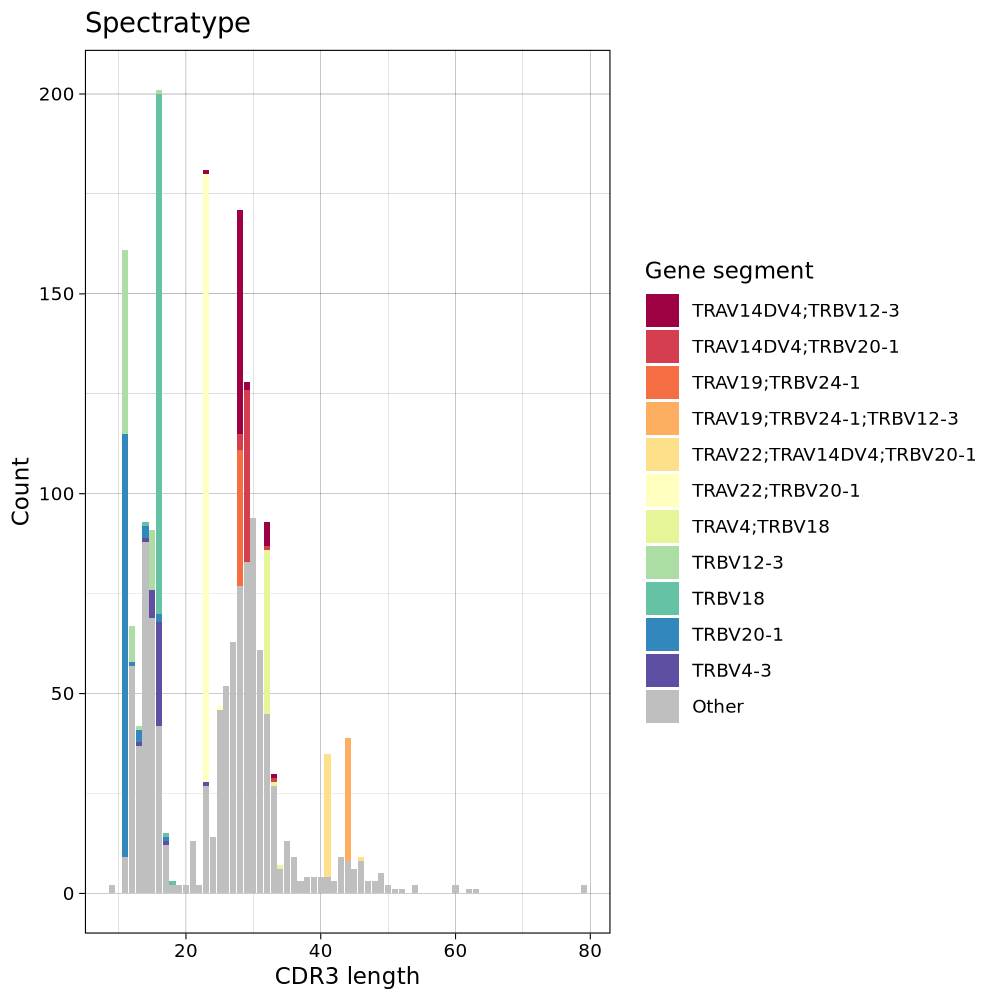 Spectratype
Count
200
150
100
50
0
20 40 60 80
CDR3 length
Gene segment
TRAV14DV4;TRBV12-3
TRAV14DV4;TRBV20-1
TRAV19;TRBV24-1
TRAV19;TRBV24-1;TRBV12-3
TRAV22;TRAV14DV4;TRBV20-1
TRAV22;TRBV20-1
TRAV4;TRBV18
TRBV12-3
TRBV18
TRBV20-1
TRBV4-3
Other